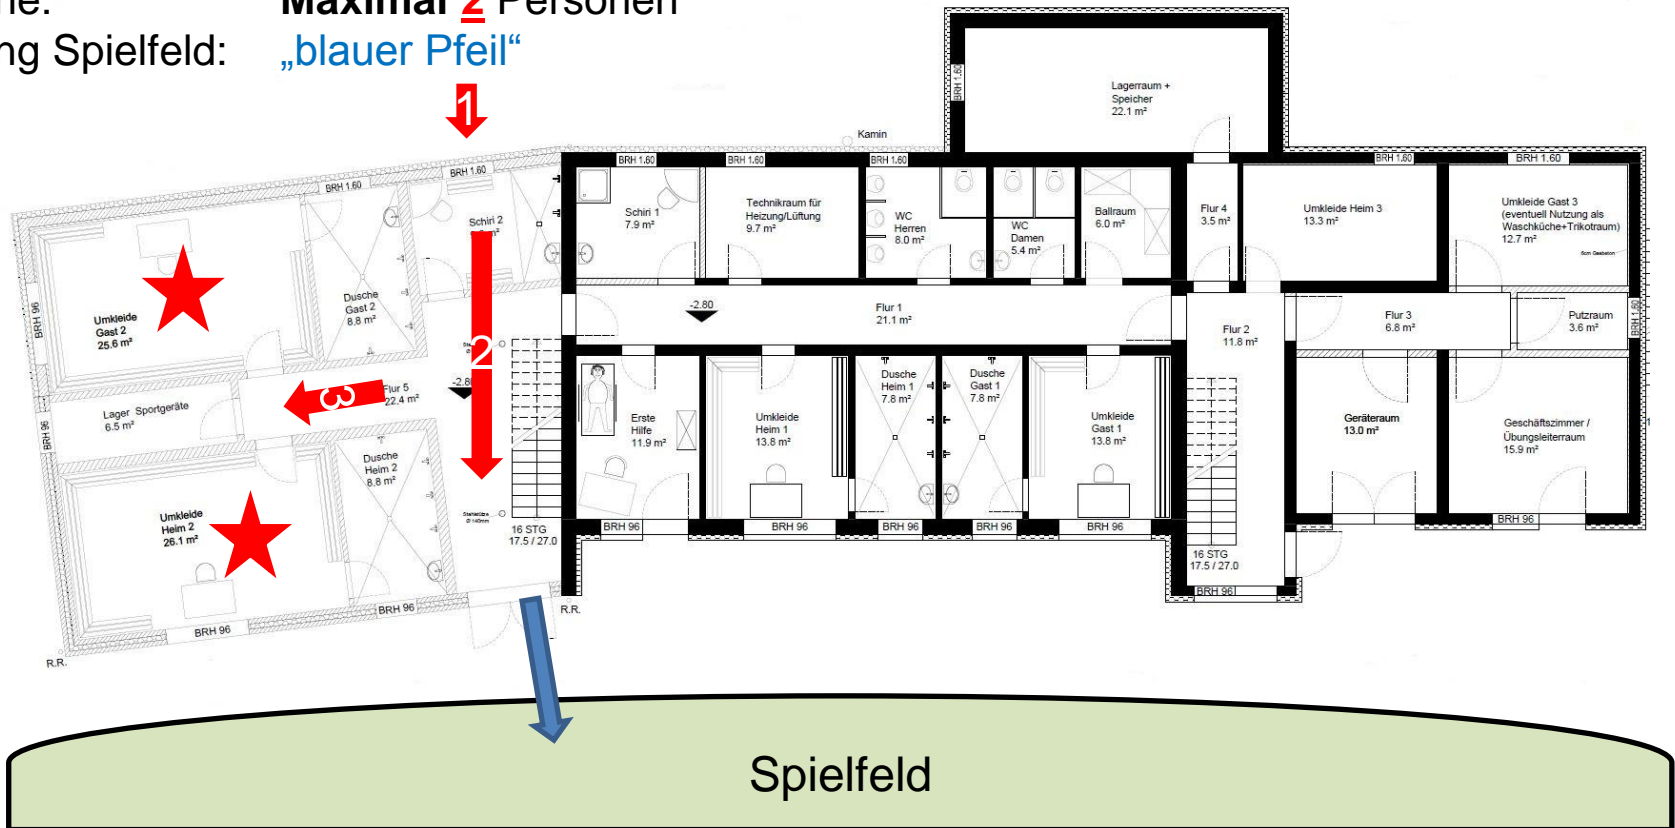 ne: Maximal 2 Personen
ng Spielfeld: „blauer Pfeil“
1
Kamin
Lagerraum +
Speicher
22.1 m²
BRH 1.60
BRH 1.60
BRH 1.60
BRH 1.60
BRH 1.60
BRH 1.60
BRH 1.60
BRH 1.60
Schiri 2
Schiri 1
7.9 m²
Technikraum für
Heizung/Lüftung
9.7 m²
WC
Herren
8.0 m²
WC
Damen
5.4 m²
Ballraum
6.0 m²
Flur 4
3.5 m²
Umkleide Heim 3
13.3 m²
Umkleide Gast 3
(eventuell Nutzung als
Waschküche+Trikotraum)
12.7 m²
6cm Gasbeton
BRH 96
Umkleide
Gast 2
25.6 m²
Dusche
Gast 2
8.8 m²
2
-2.80
Flur 1
21.1 m²
Flur 2
11.8 m²
Flur 3
6.8 m²
Putzraum
3.6 m²
BRH 1.60
3
Flur 5
22.4 m²
-2.80
Lager Sportgeräte
6.5 m²
BRH 96
Dusche
Heim 2
8.8 m²
Umkleide
Heim 2
26.1 m²
Stahlstütze
Ø 140mm
16 STG
17.5 / 27.0
Erste
Hilfe
11.9 m²
Umkleide
Heim 1
13.8 m²
Dusche
Heim 1
7.8 m²
Dusche
Gast 1
7.8 m²
Umkleide
Gast 1
13.8 m²
Geräteraum
13.0 m²
Geschäftszimmer /
Übungsleiterraum
15.9 m²
BRH 96
BRH 96
BRH 96
BRH 96
BRH 96
BRH 96
16 STG
17.5 / 27.0
BRH 96
BRH 96
BRH 96
R.R.
R.R.
Spielfeld